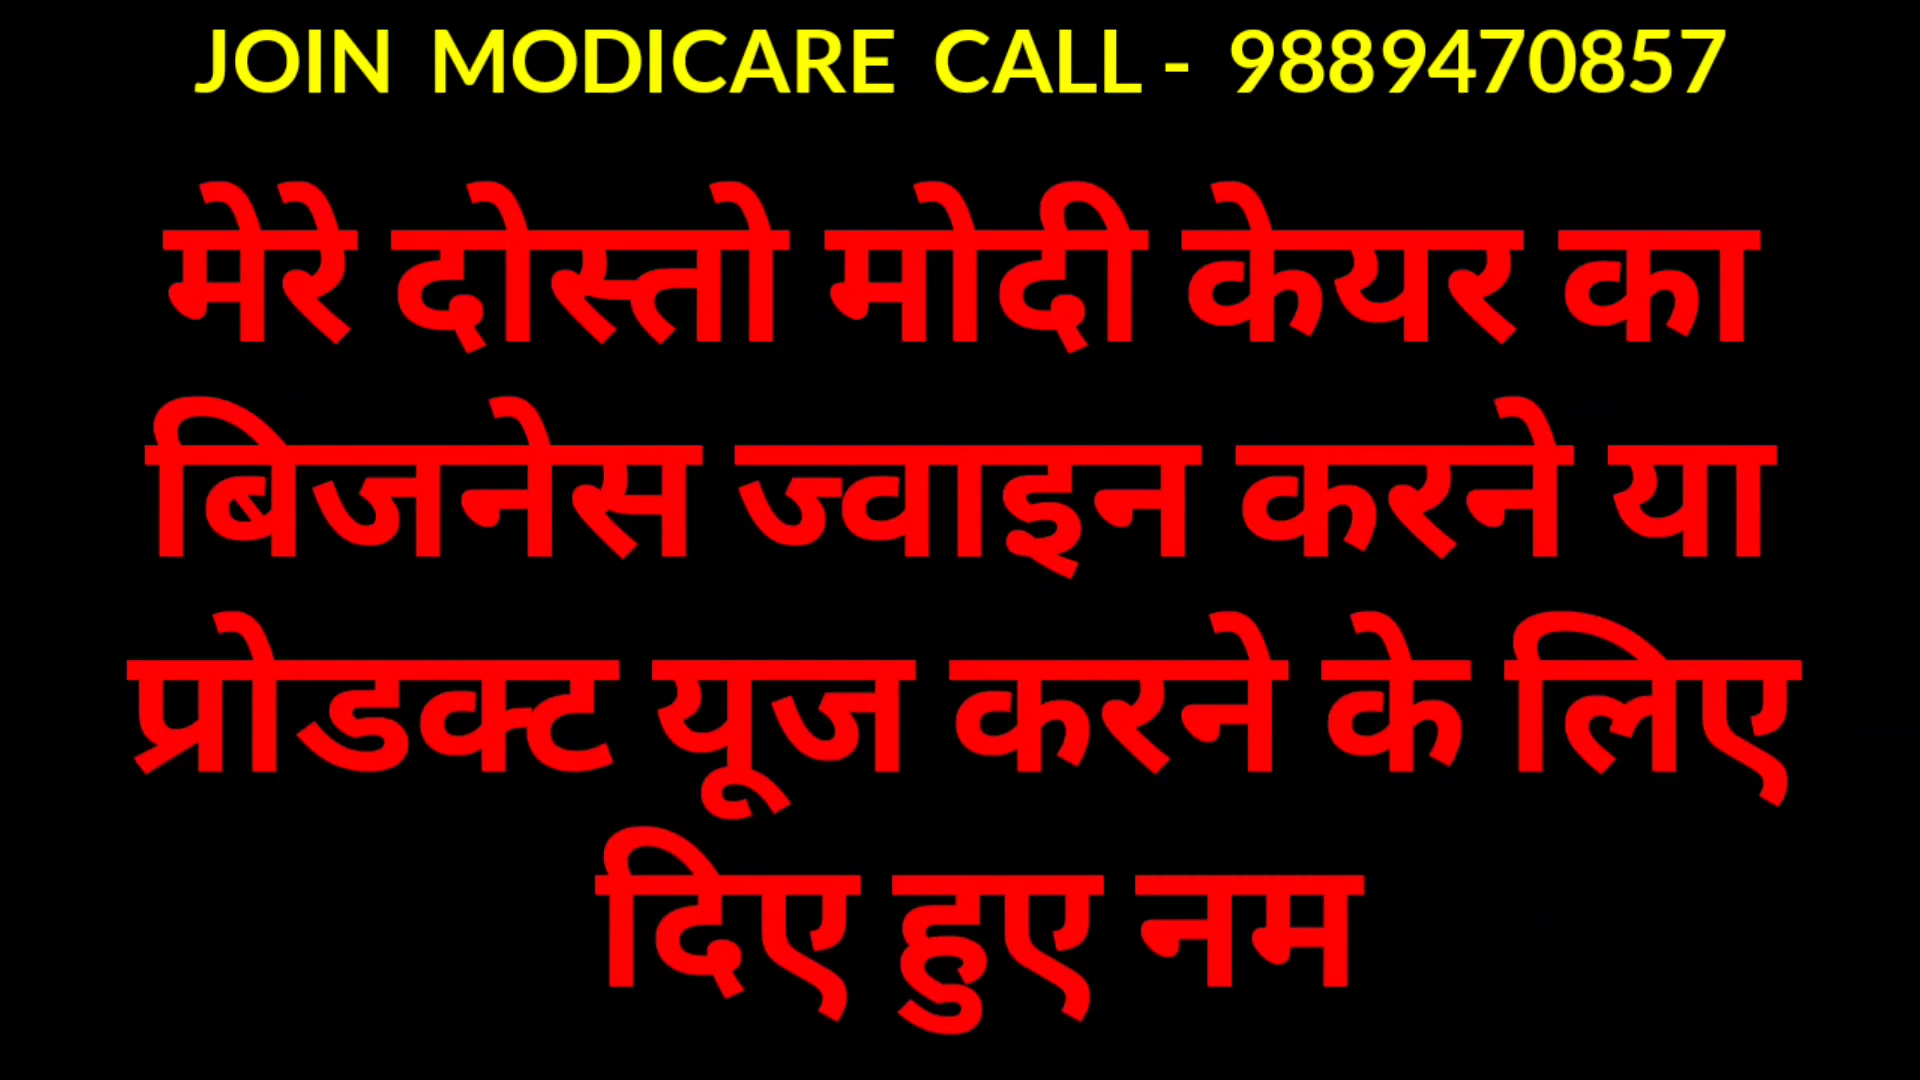 JOIN MODICARE CALL - 9889470857
मेरे दोस्तो मोदी केयर का
बिजनेस ज्वाइन करने या
प्रोडक्ट यूज करने के लिए
दिए हुए नम